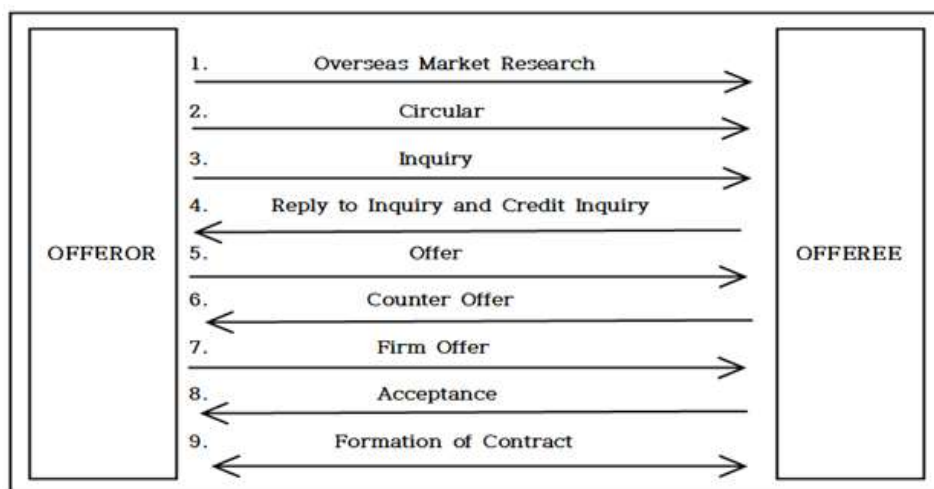 1. Overseas Market Research
2. Circular
3. Inquiry
4. Reply to Inquiry and Credit Inquiry
OFFEROR
5. Offer
OFFEREE
6. Counter Offer
7. Firm Offer
8. Acceptance
9. Formation of Contract